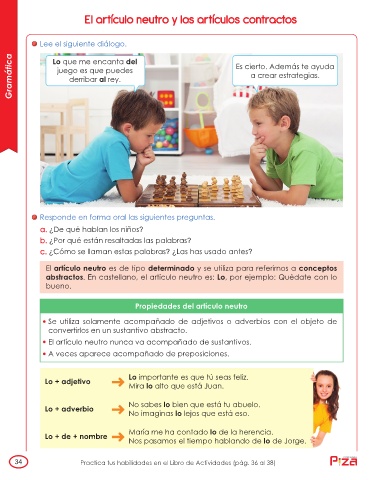 El artículo neutro y los artículos contractos
Gramática
Lee el siguiente diálogo.
Lo que me encanta del
juego es que puedes
derribar al rey.
Es cierto. Además te ayuda
a crear estrategias.
Responde en forma oral las siguientes preguntas.
a. ¿De qué hablan los niños?
b. ¿Por qué están resaltadas las palabras?
c. ¿Cómo se llaman estas palabras? ¿Las has usado antes?
El artículo neutro es de tipo determinado y se utiliza para referirnos a conceptos
abstractos. En castellano, el artículo neutro es: Lo, por ejemplo: Quédate con lo
bueno.
Propiedades del artículo neutro
• Se utiliza solamente acompañado de adjetivos o adverbios con el objeto de
convertirlos en un sustantivo abstracto.
• El artículo neutro nunca va acompañado de sustantivos.
• A veces aparece acompañado de preposiciones.
Lo + adjetivo
Lo importante es que tú seas feliz.
Mira lo alto que está Juan.
Lo + adverbio
No sabes lo bien que está tu abuelo.
No imaginas lo lejos que está eso.
Lo + de + nombre
María me ha contado lo de la herencia.
Nos pasamos el tiempo hablando de lo de Jorge.
34
Practica tus habilidades en el Libro de Actividades (pág. 36 al 38)